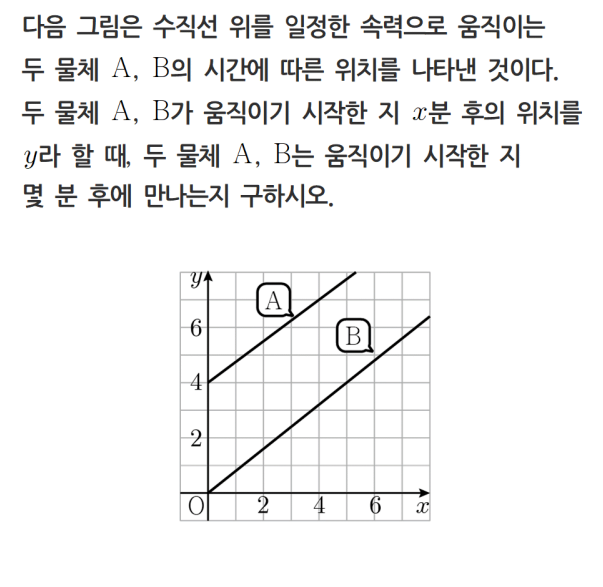 다음 그림은 수직선 위를 일정한 속력으로 움직이는
두 물체 A, B의 시간에 따른 위치를 나타낸 것이다.
두 물체 A, B가 움직이기 시작한 지 x분 후의 위치를
y라 할 때, 두 물체 A, B는 움직이기 시작한 지
몇 분 후에 만나는지 구하시오.
y
A
6
B
4
2
O 2 4 6 x